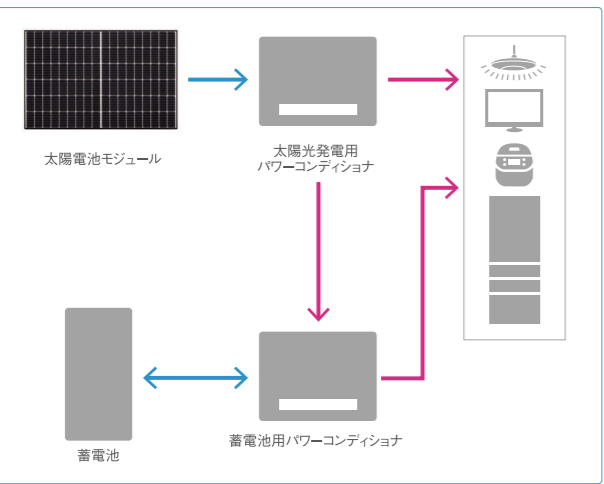 太陽電池モジュール
太陽光発電用
パワーコンディショナ
蓄電池
蓄電池用パワーコンディショナ